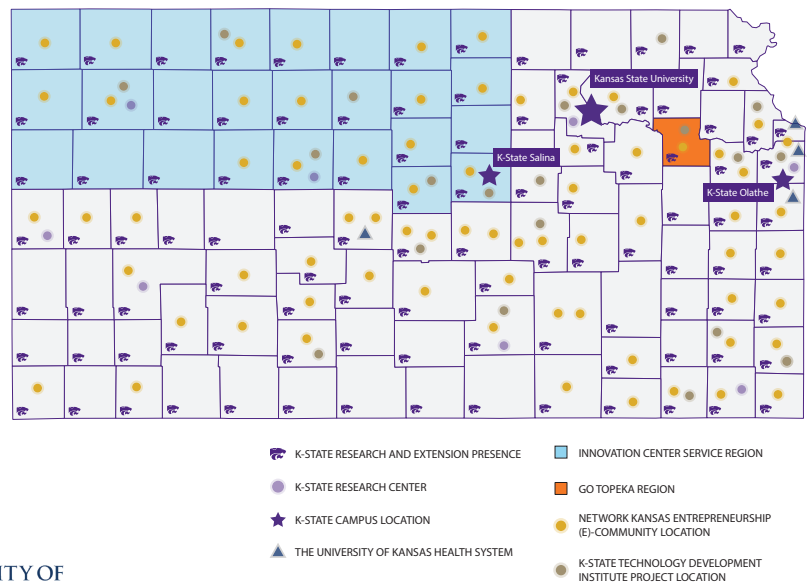 Kansas State University
K-State Salina
K-State Olathe
K-STATE RESEARCH AND EXTENSION PRESENCE
K-STATE RESEARCH CENTER
K-STATE CAMPUS LOCATION
THE UNIVERSITY OF KANSAS HEALTH SYSTEM
INNOVATION CENTER SERVICE REGION
GO TOPEKA REGION
NETWORK KANSAS ENTREPRENEURSHIP
(E)-COMMUNITY LOCATION
K-STATE TECHNOLOGY DEVELOPMENT
INSTITUTE PROJECT LOCATION
ITY OF